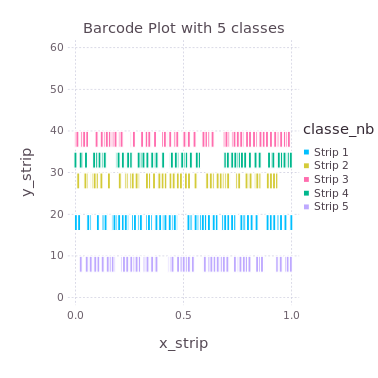 Barcode Plot with 5 classes
60
50
40
30
20
10
0
y_strip
0.0
0.5
1.0
x_strip
classe_nb
Strip 1
Strip 2
Strip 3
Strip 4
Strip 5